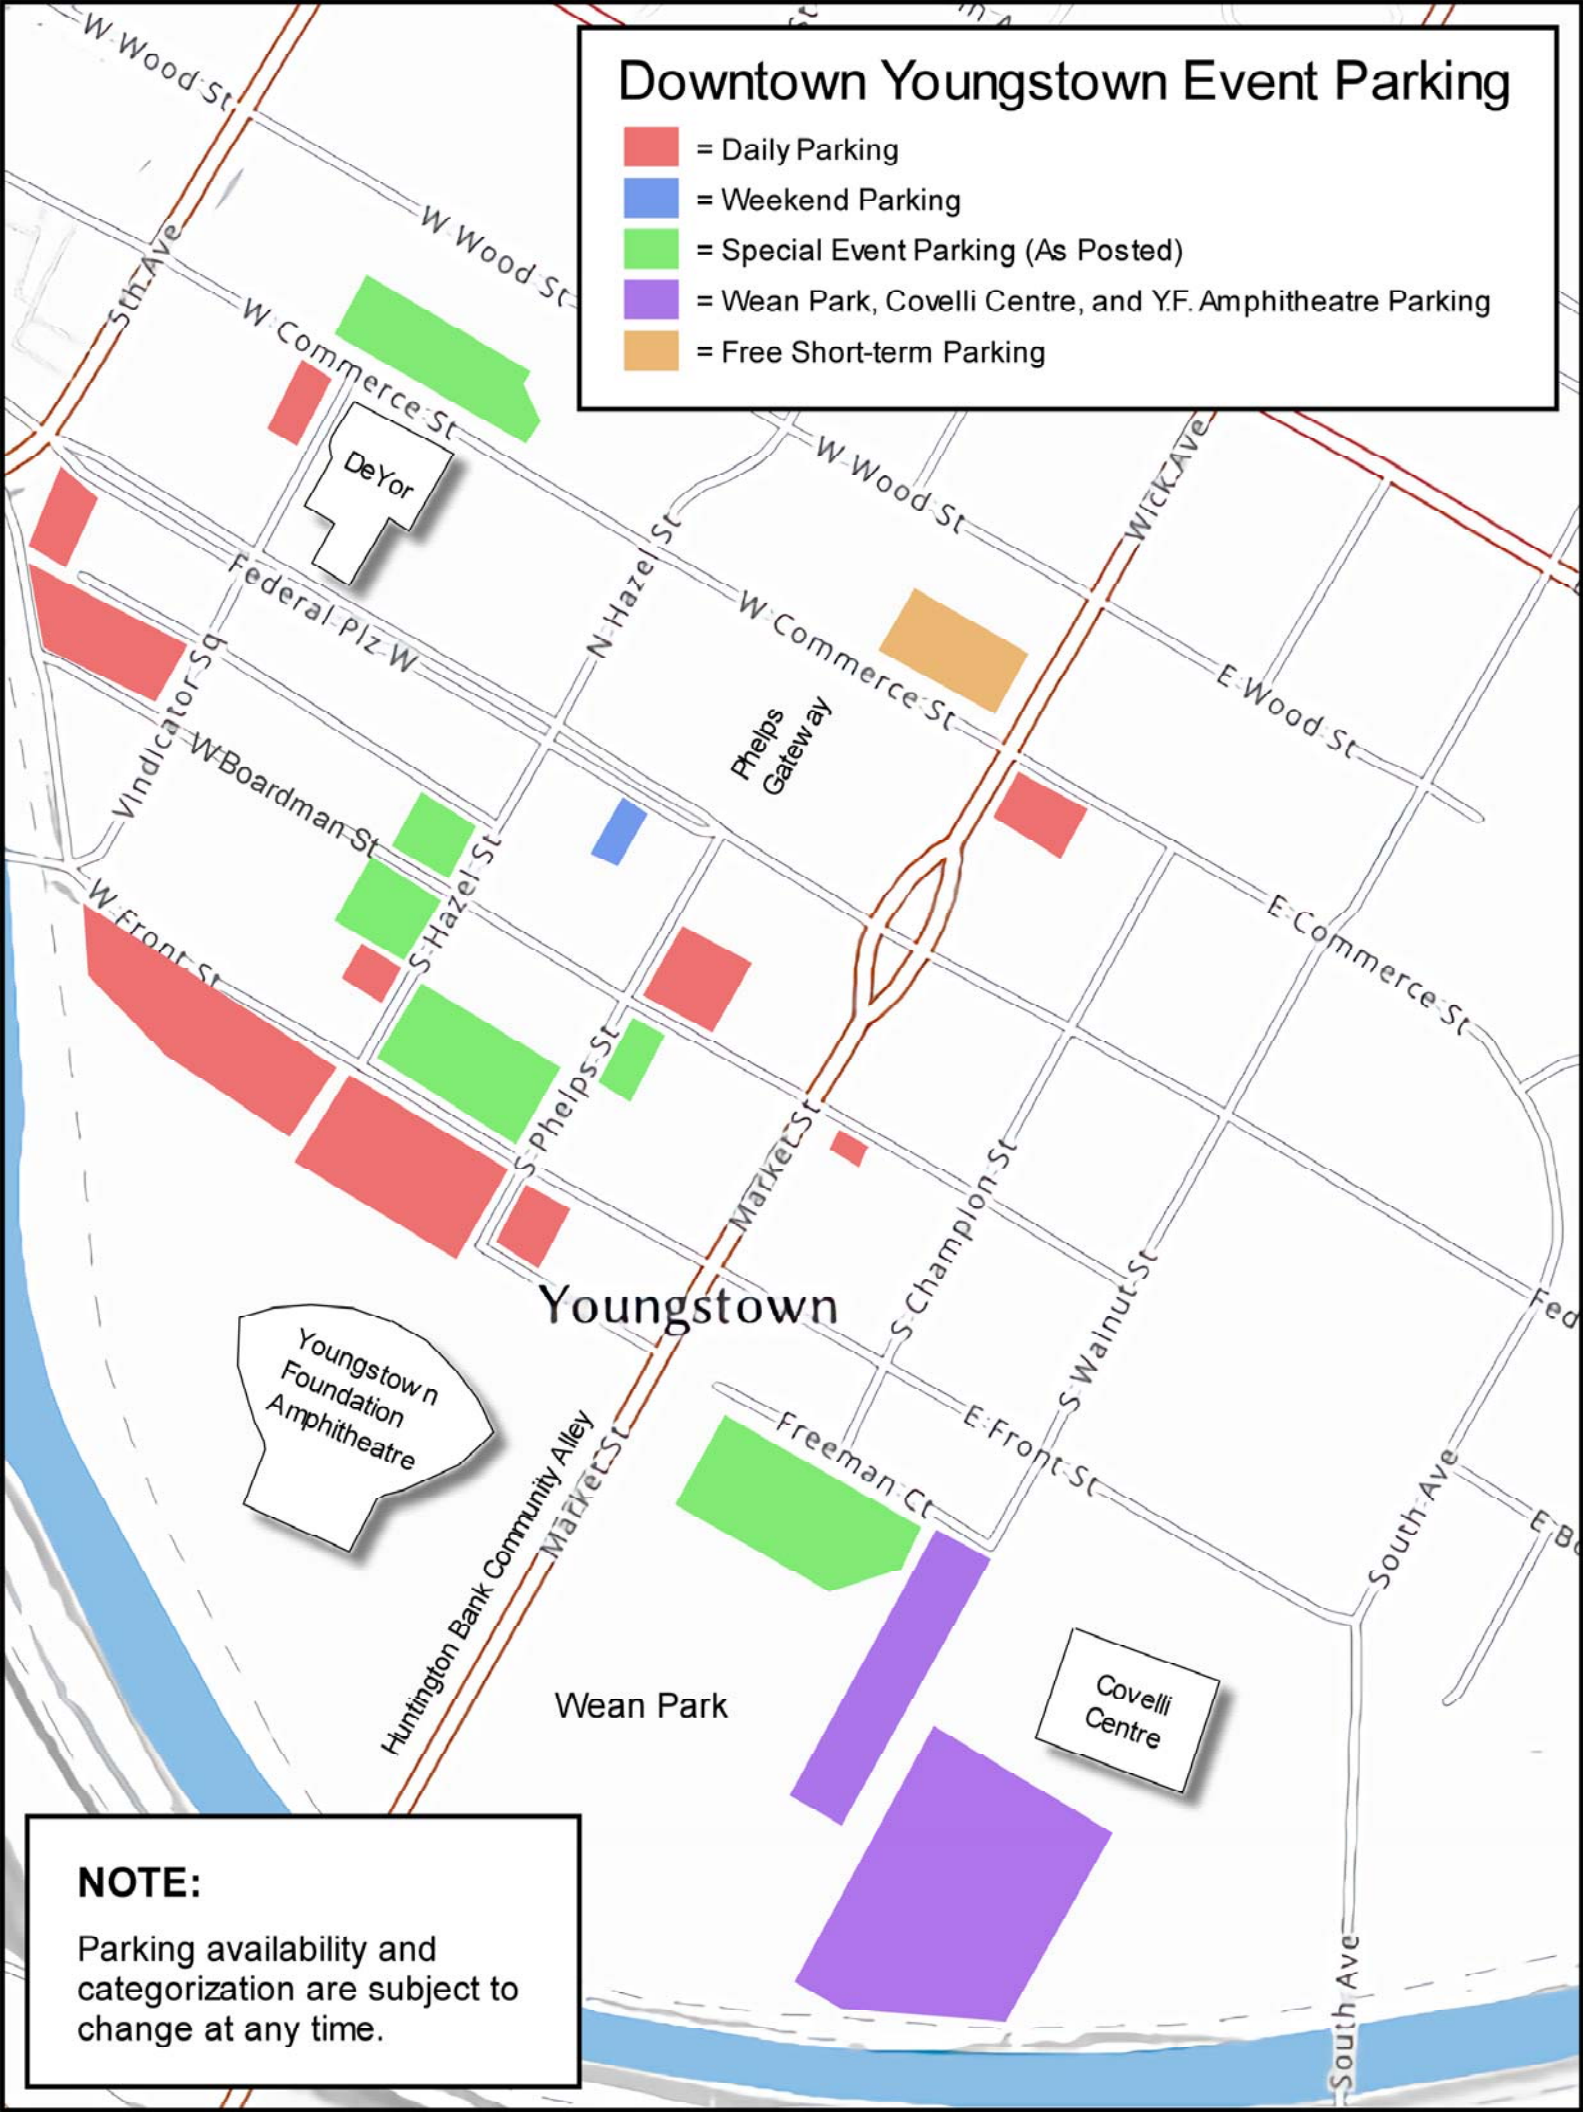 W Wood St
W Wood St
5th Ave
Downtown Youngstown Event Parking
= Daily Parking
= Weekend Parking
= Special Event Parking (As Posted)
= Wean Park, Covelli Centre, and Y.F. Amphitheatre Parking
= Free Short-term Parking
W Commerce St
DeYor
W Wood St
Wick Ave
N Hazel St
Federal Plz W
W Commerce St
E Wood St
Vindicator Sq
Phelps
Gateway
W Boardman St
S Hazel St
W Front St
E Commerce St
S Phelps St
Market St
S Champion St
S Walnut St
Fed
Youngstown
Youngstown
Foundation
Amphitheatre
Freeman Ct
E Front St
Huntington Bank Community Alley
Market St
South Ave
E Bo
Wean Park
Covelli
Centre
South Ave
NOTE:
Parking availability and
categorization are subject to
change at any time.